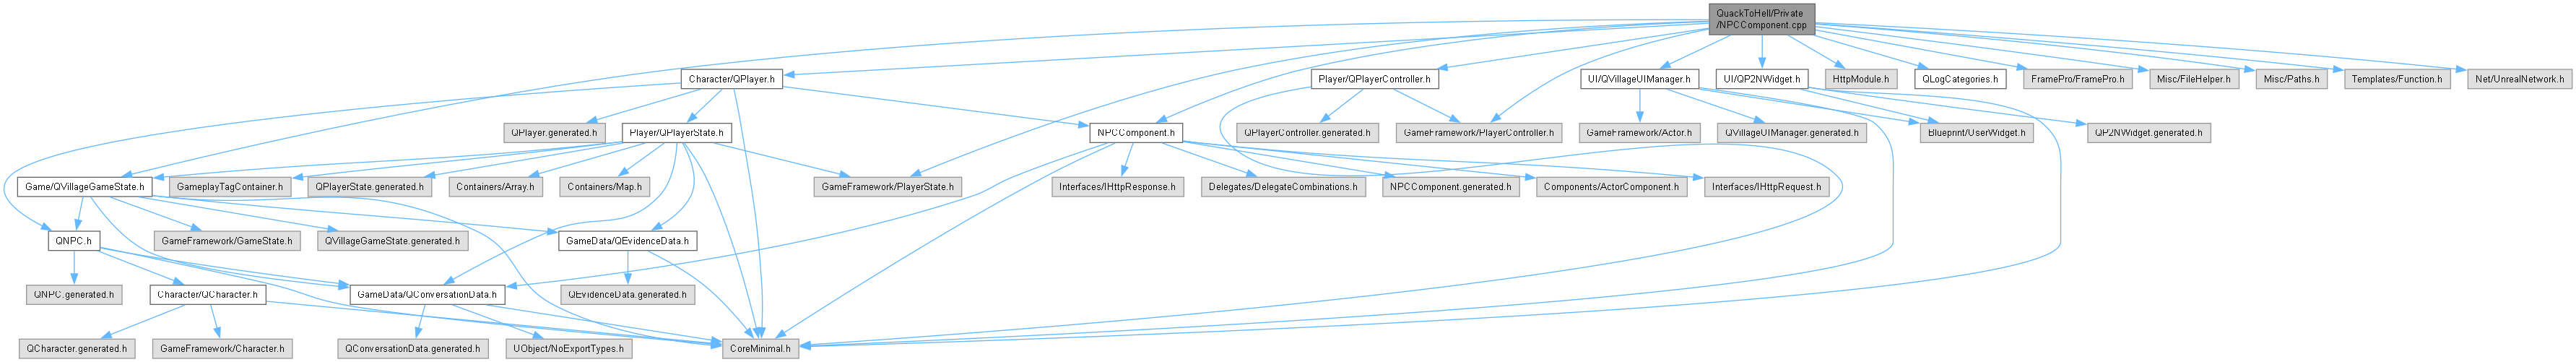 QuackToHell/Private
/NPCComponent.cpp
Character/QPlayer.h
Player/QPlayerController.h
UI/QVillageUIManager.h
UI/QP2NWidget.h
HttpModule.h
QLogCategories.h
FramePro/FramePro.h
Misc/FileHelper.h
Misc/Paths.h
Templates/Function.h
Net/UnrealNetwork.h
QPlayer.generated.h
Player/QPlayerState.h
NPCComponent.h
QPlayerController.generated.h
GameFramework/PlayerController.h
GameFramework/Actor.h
QVillageUIManager.generated.h
Blueprint/UserWidget.h
QP2NWidget.generated.h
Game/QVillageGameState.h
GameplayTagContainer.h
QPlayerState.generated.h
Containers/Array.h
Containers/Map.h
GameFramework/PlayerState.h
Interfaces/IHttpResponse.h
Delegates/DelegateCombinations.h
NPCComponent.generated.h
Components/ActorComponent.h
Interfaces/IHttpRequest.h
QNPC.h
GameFramework/GameState.h
QVillageGameState.generated.h
GameData/QEvidenceData.h
QNPC.generated.h
Character/QCharacter.h
GameData/QConversationData.h
QEvidenceData.generated.h
QCharacter.generated.h
GameFramework/Character.h
QConversationData.generated.h
UObject/NoExportTypes.h
CoreMinimal.h